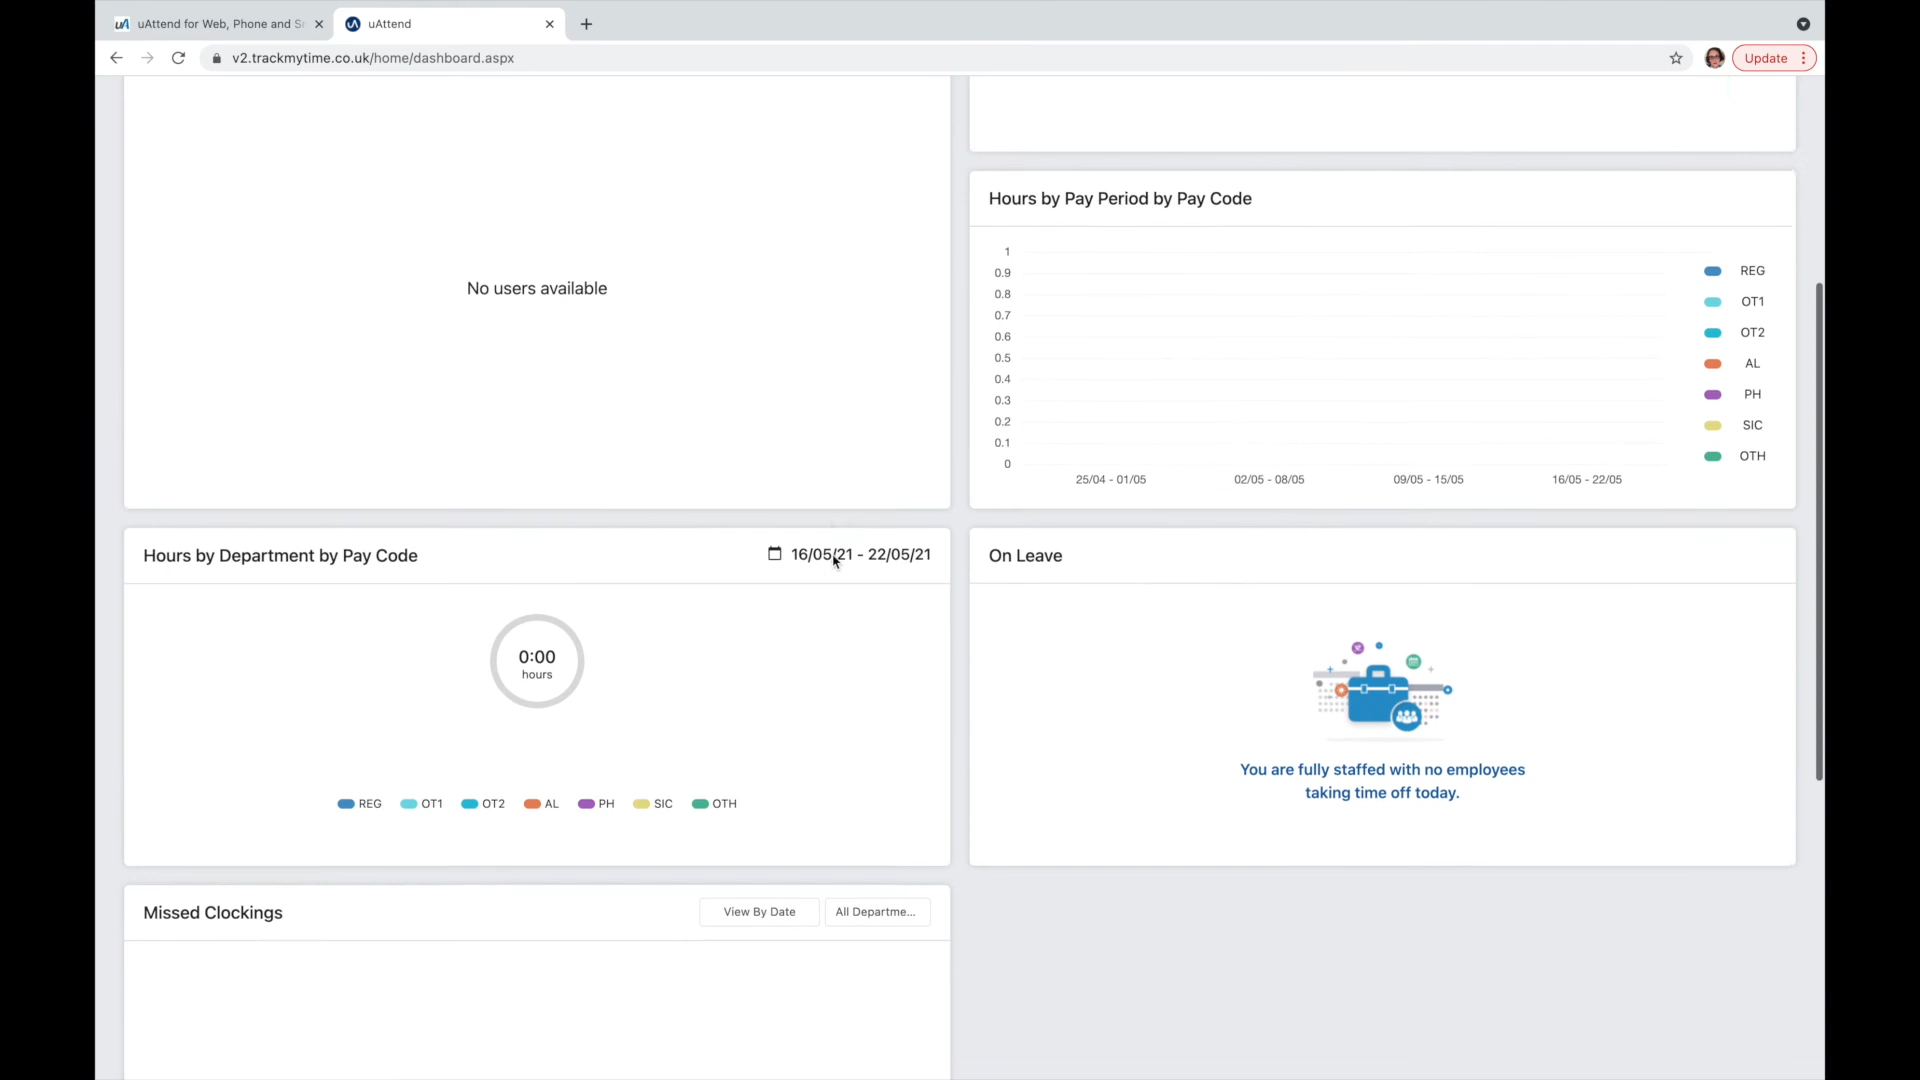 uA uAttend for Web, Phone and S
uAttend
v2.trackmytime.co.uk/home/dashboard.aspx
Update
No users available
Hours by Pay Period by Pay Code
1
0.9
0.8
0.7
0.6
0.5
0.4
0.3
0.2
0.1
0
25/04 - 01/05 02/05 - 08/05 09/05 - 15/05 16/05 - 22/05
REG
OT1
OT2
AL
PH
SIC
OTH
Hours by Department by Pay Code
16/05/21 - 22/05/21
0:00
hours
REG OT1 OT2 AL PH SIC OTH
On Leave
You are fully staffed with no employees
taking time off today.
Missed Clockings
View By Date
All Departme...